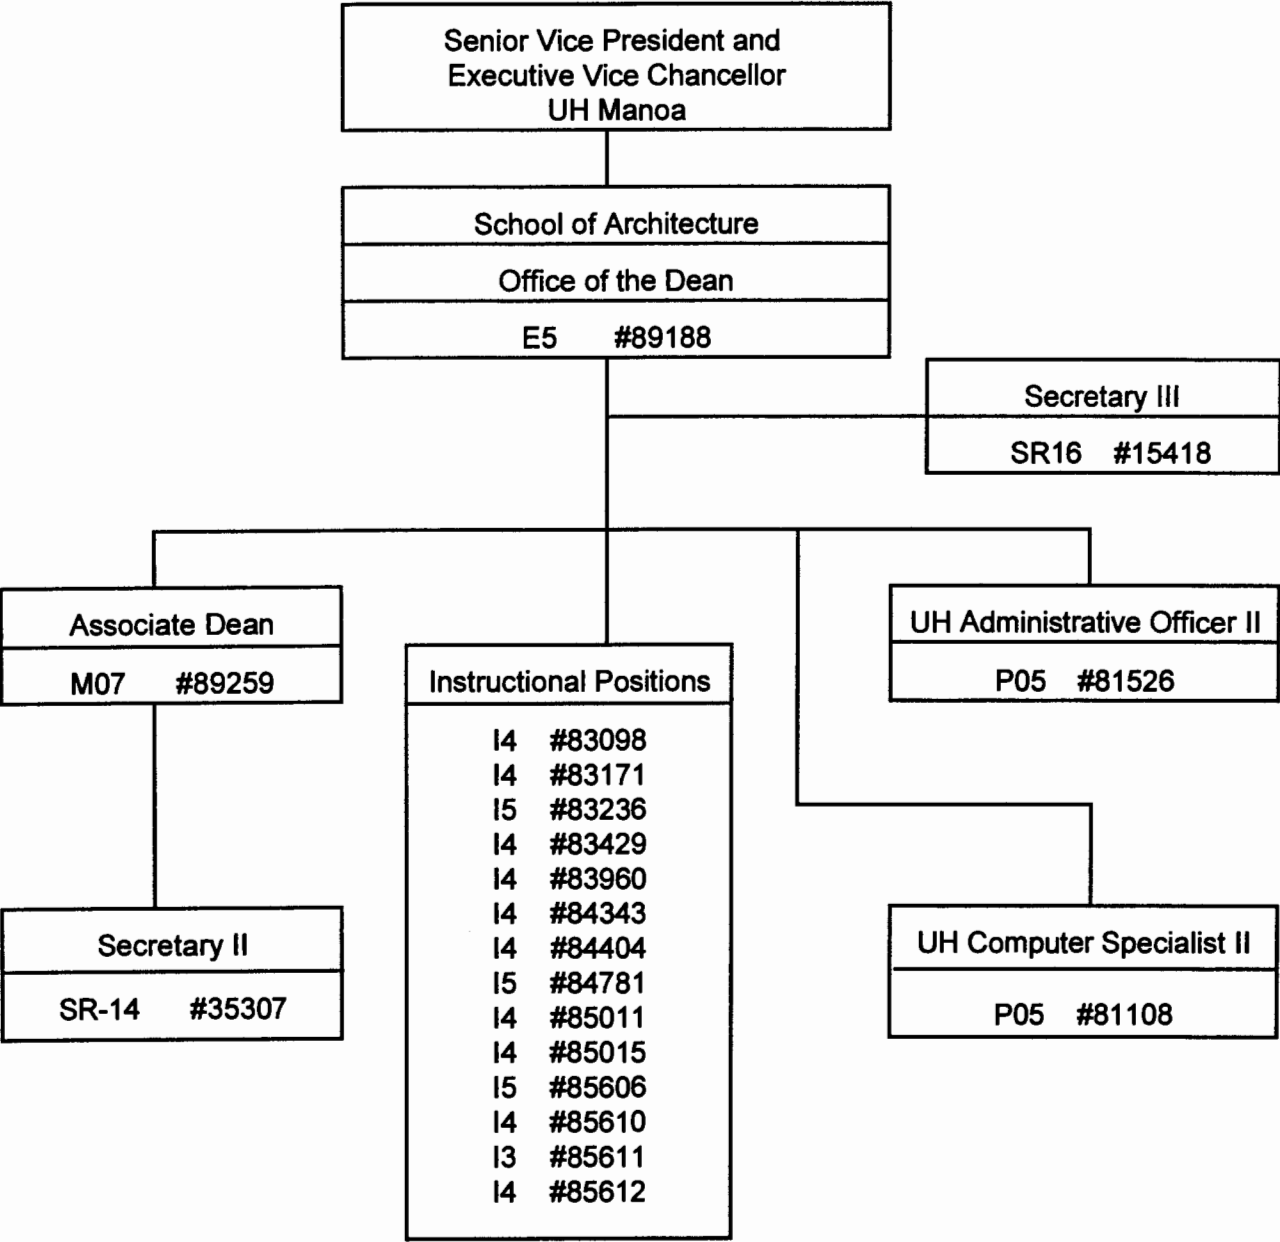 Senior Vice President and
Executive Vice Chancellor
UH Manoa
School of Architecture
Office of the Dean
E5 #89188
Secretary III
SR16 #15418
Associate Dean
M07 #89259
UH Administrative Officer II
P05 #81526
Instructional Positions
I4 #83098
I4 #83171
I5 #83236
I4 #83429
I4 #83960
I4 #84343
I4 #84404
I5 #84781
I4 #85011
I4 #85015
I5 #85606
I4 #85610
I3 #85611
I4 #85612
Secretary II
SR-14 #35307
UH Computer Specialist II
P05 #81108